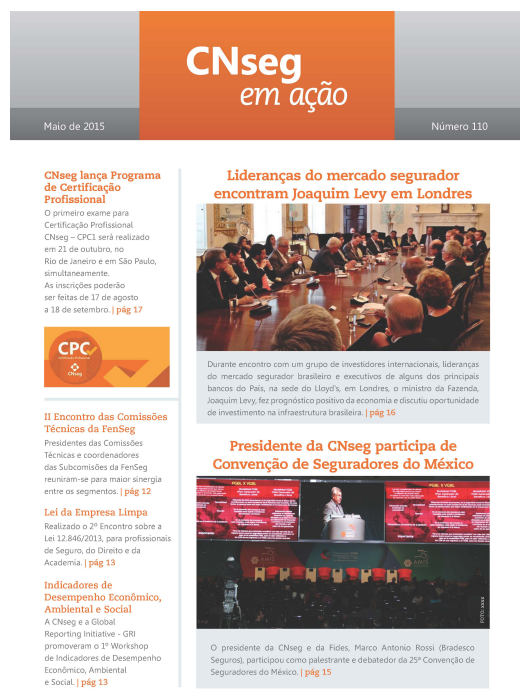 CNseg
em ação
Maio de 2015
Número 110
CNseg lança Programa
de Certificação
Profissional
O primeiro exame para
Certificação Profissional
CNseg – CPC1 será realizado
em 21 de outubro, no
Rio de Janeiro e em São Paulo,
simultaneamente.
As inscrições poderão
ser feitas de 17 de agosto
a 18 de setembro. | pág 17
CPC
CNseg
II Encontro das Comissões
Técnicas da FenSeg
Presidentes das Comissões
Técnicas e coordenadores
das Subcomissões da FenSeg
reuniram-se para maior sinergia
entre os segmentos. | pág 12
Lei da Empresa Limpa
Realizado o 2º Encontro sobre a
Lei 12.846/2013, para profissionais
de Seguro, do Direito e da
Academia. | pág 13
Indicadores de
Desempenho Econômico,
Ambiental e Social
A CNseg e a Global
Reporting Initiative - GRI
promoveram o 1º Workshop
de Indicadores de Desempenho
Econômico, Ambiental
e Social. | pág 13
Lideranças do mercado segurador
encontram Joaquim Levy em Londres
Durante encontro com um grupo de investidores internacionais, lideranças
do mercado segurador brasileiro e executivos de alguns dos principais
bancos do País, na sede do Lloyd's, em Londres, o ministro da Fazenda,
Joaquim Levy, fez prognóstico positivo da economia e discutiu oportunidade
de investimento na infraestrutura brasileira. | pág 16
Presidente da CNseg participa de
Convenção de Seguradores do México
PGBL X VGBL
PGBL X VGBL
AMIS
FOTO: xxxx
O presidente da CNseg e da Fides, Marco Antonio Rossi (Bradesco
Seguros), participou como palestrante e debatedor da 25ª Convenção de
Seguradores do México. | pág 15